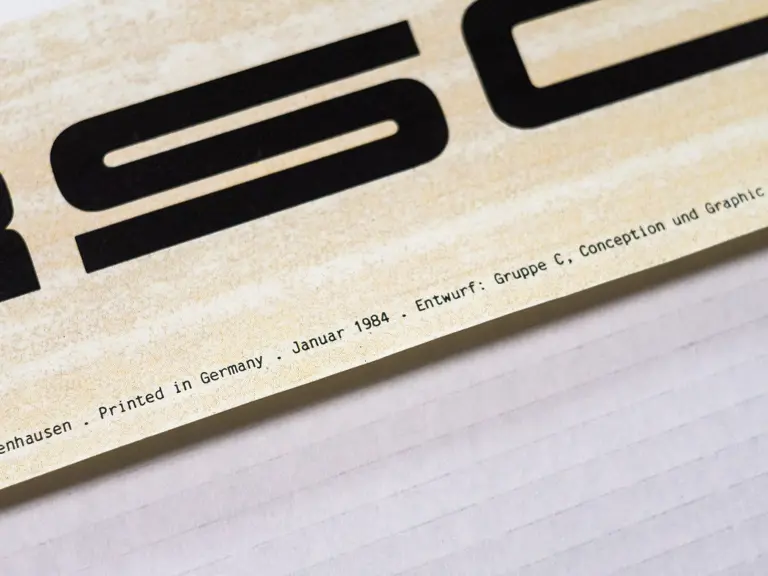 RSC
enhausen . Printed in Germany . Januar 1984 . Entwurf: Gruppe C, Conception und Graphic